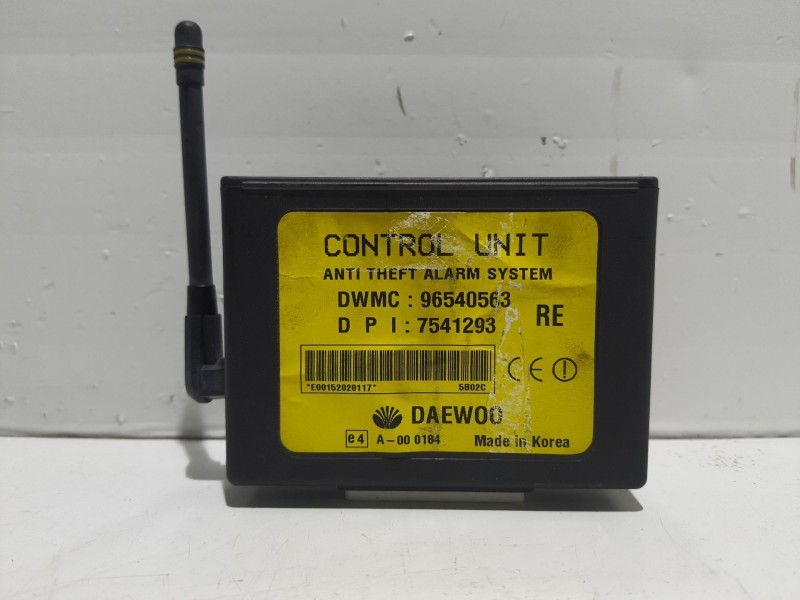 CONTROL UNIT
ANTI THEFT ALARM SYSTEM
DWMC : 96540563
D P I : 7541293
RE
*E00152020117* 5B02C
CE
DAEWOO
e4 A-00 0184 Made in Korea